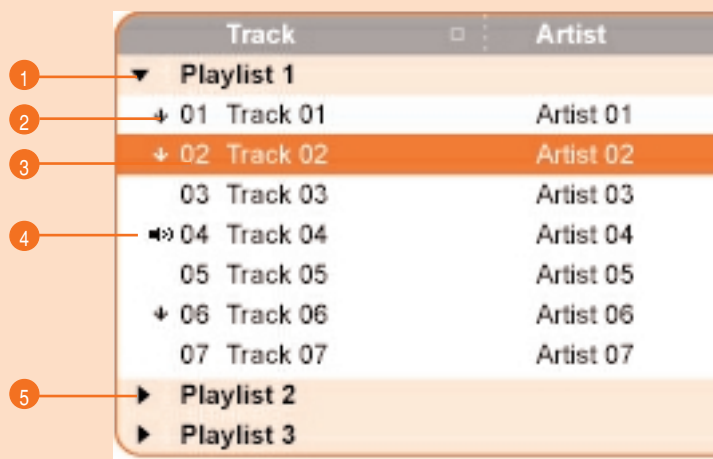 Track Artist
1 Playlist 1
2 01 Track 01 Artist 01
3 02 Track 02 Artist 02
03 Track 03 Artist 03
4 04 Track 04 Artist 04
05 Track 05 Artist 05
06 Track 06 Artist 06
07 Track 07 Artist 07
5 Playlist 2
Playlist 3